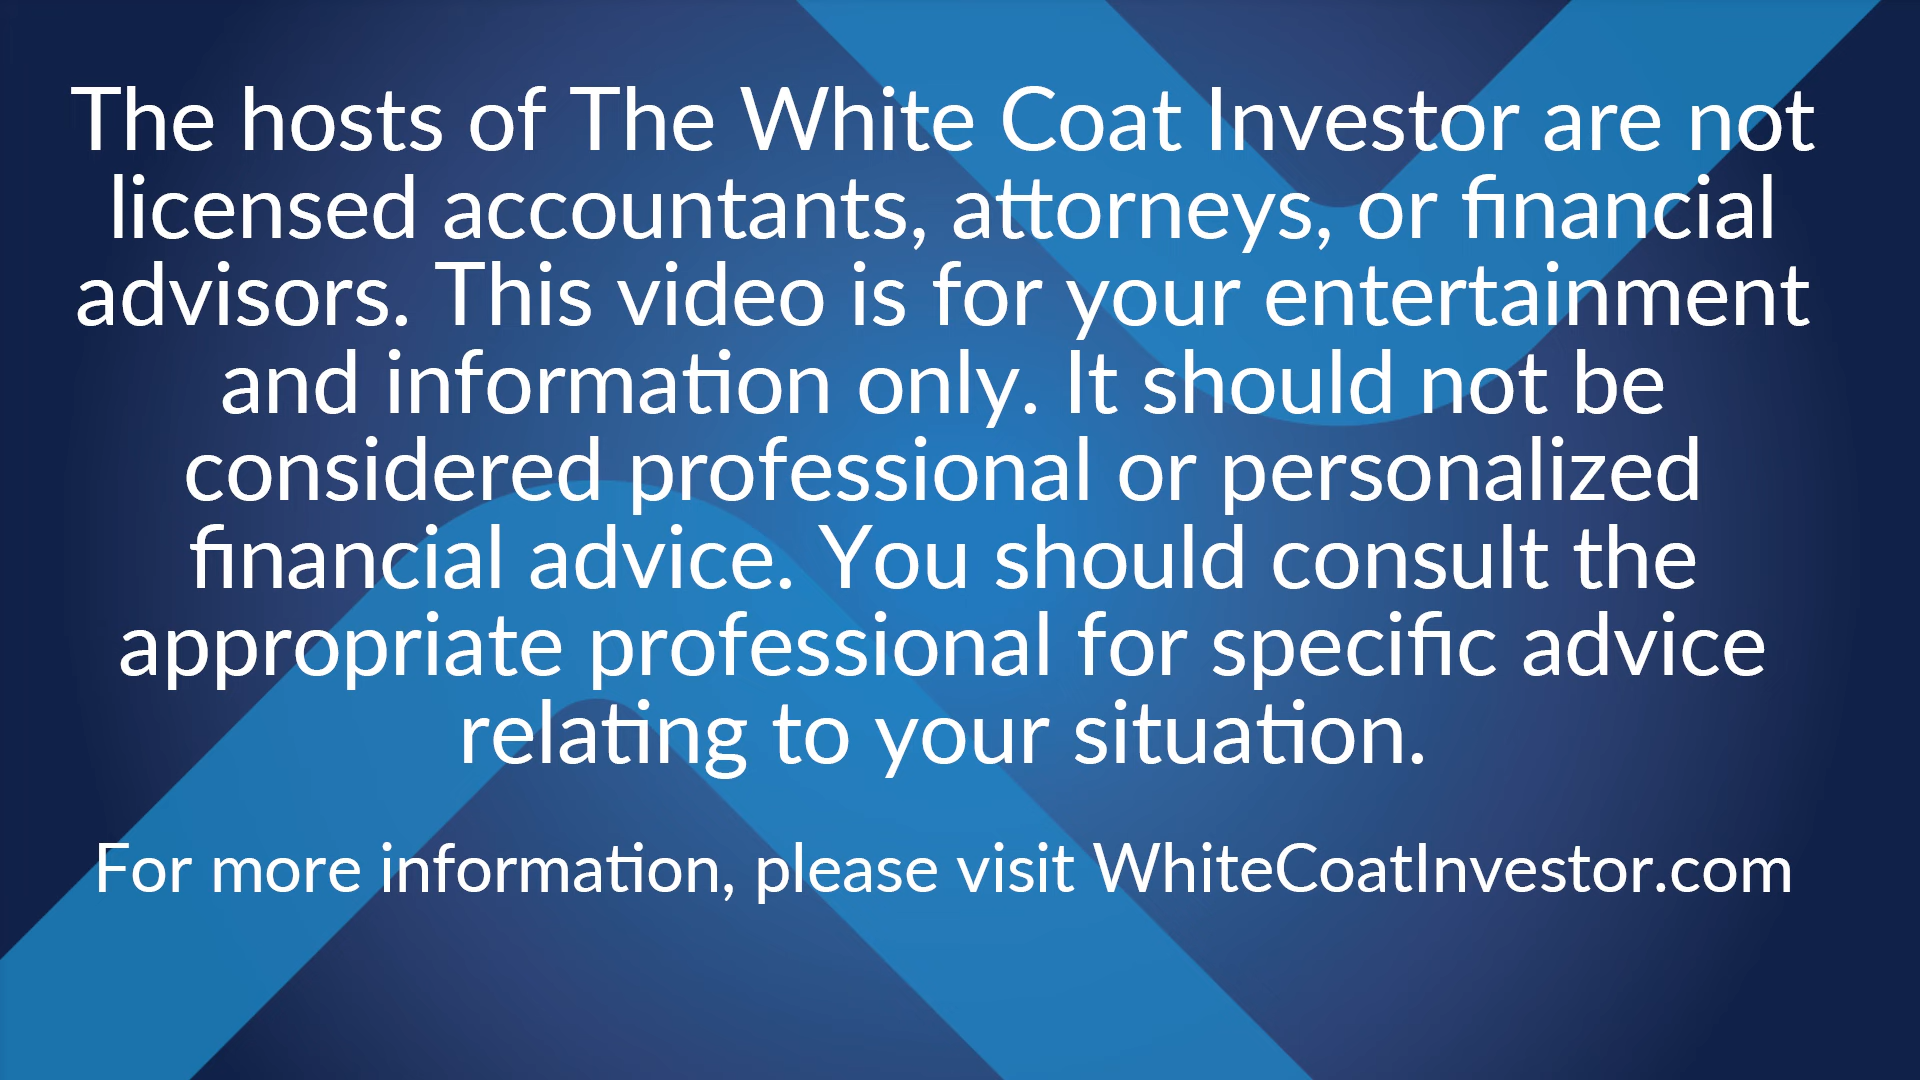 The hosts of The White Coat Investor are not
licensed accountants, attorneys, or financial
advisors. This video is for your entertainment
and information only. It should not be
considered professional or personalized
financial advice. You should consult the
appropriate professional for specific advice
relating to your situation.
For more information, please visit WhiteCoatInvestor.com